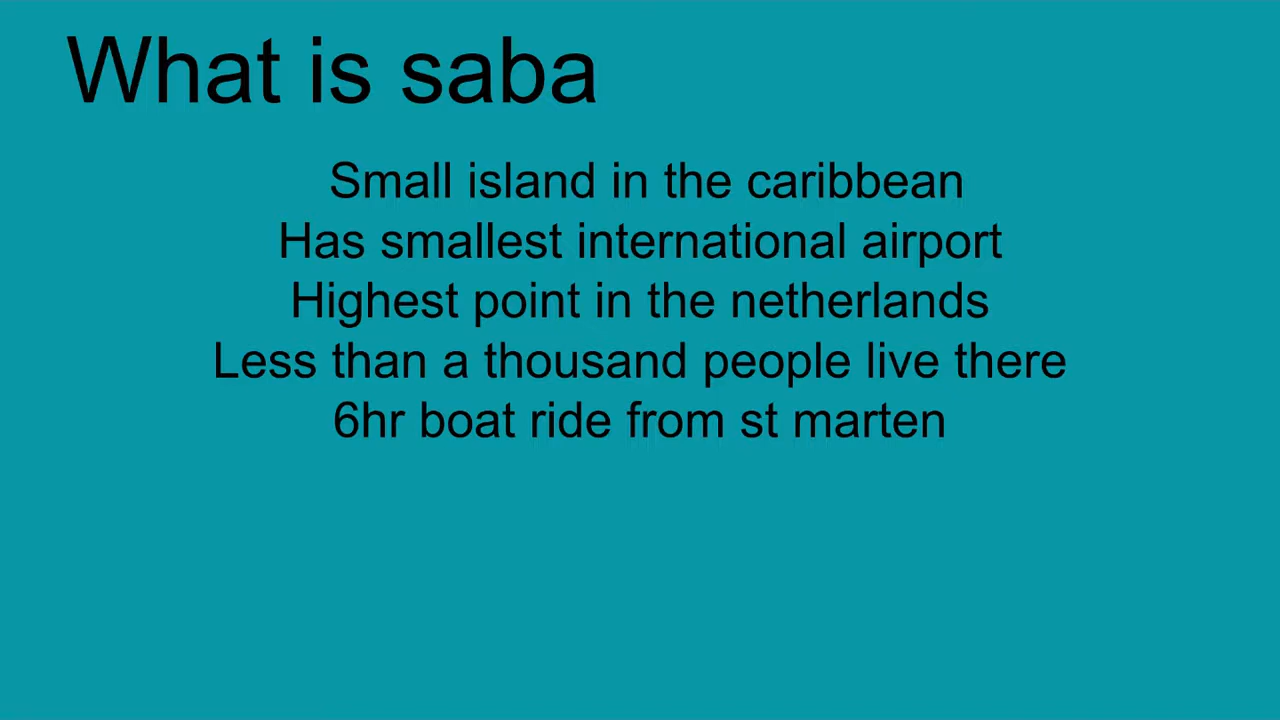 What is saba
Small island in the caribbean
Has smallest international airport
Highest point in the netherlands
Less than a thousand people live there
6hr boat ride from st marten